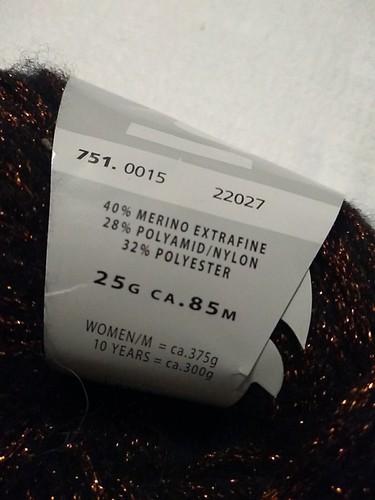 751. 0015 22027
40% MERINO EXTRAFINE
28% POLYAMID/NYLON
32% POLYESTER
25G CA.85M
WOMEN/M = ca.375g
10 YEARS = ca.300g